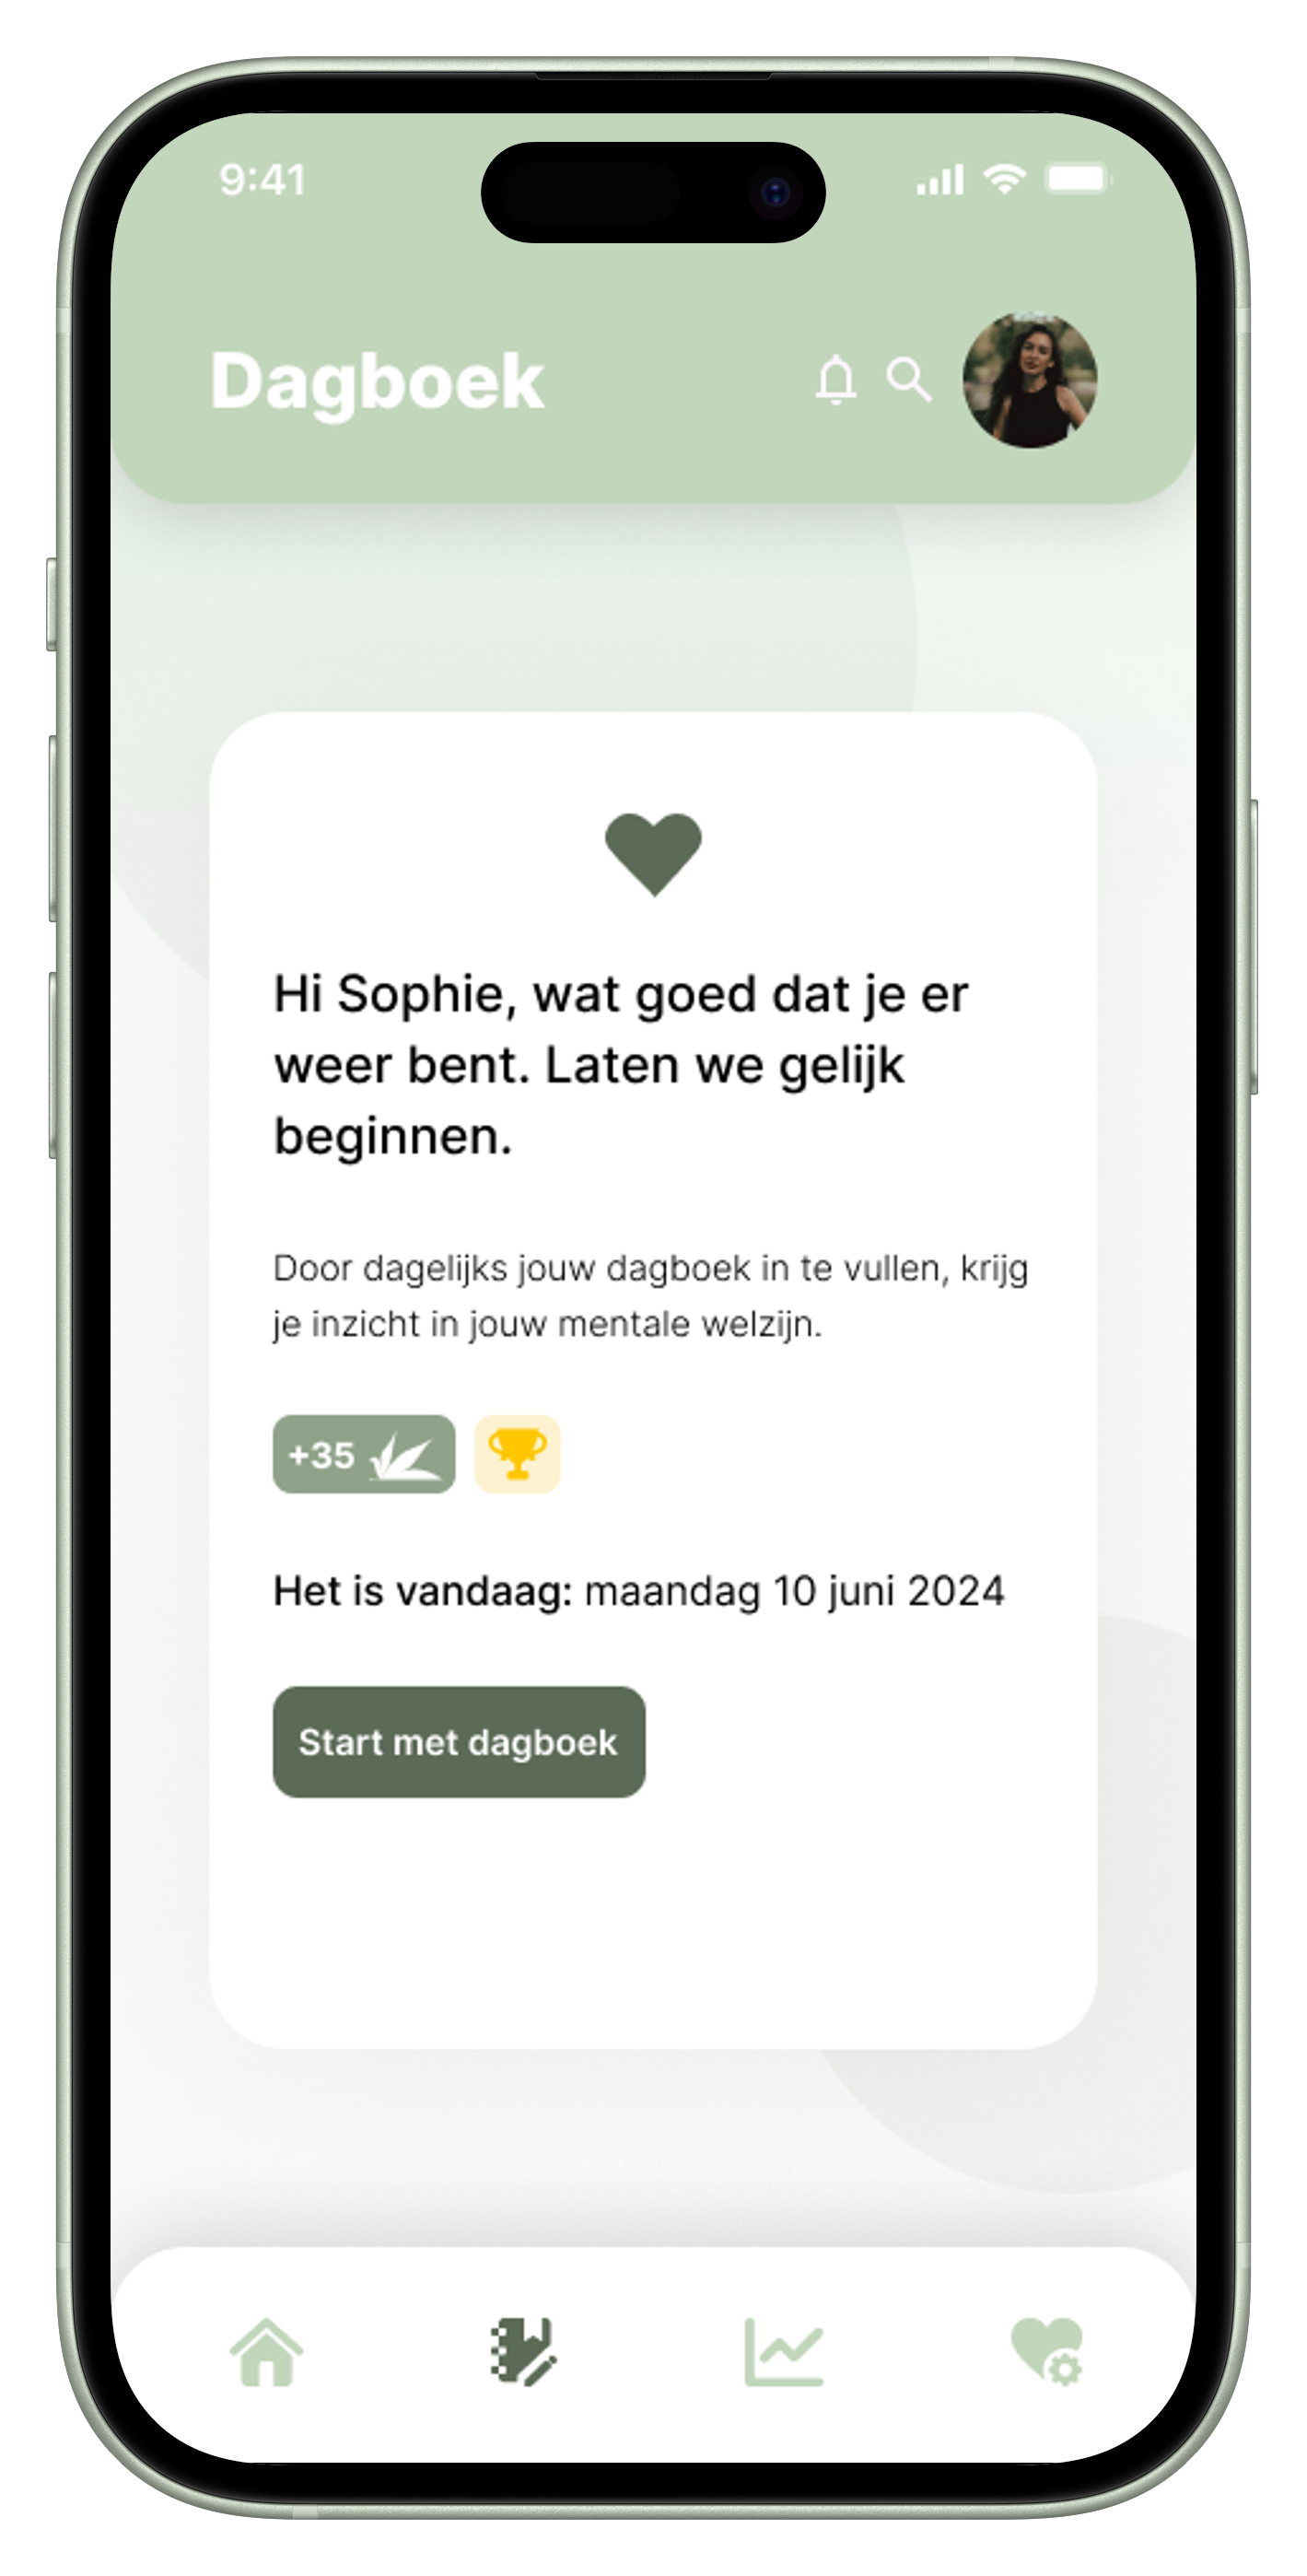 9:41
Dagboek
Hi Sophie, wat goed dat je er
weer bent. Laten we gelijk
beginnen.
Door dagelijks jouw dagboek in te vullen, krijg
je inzicht in jouw mentale welzijn.
+35
Het is vandaag: maandag 10 juni 2024
Start met dagboek